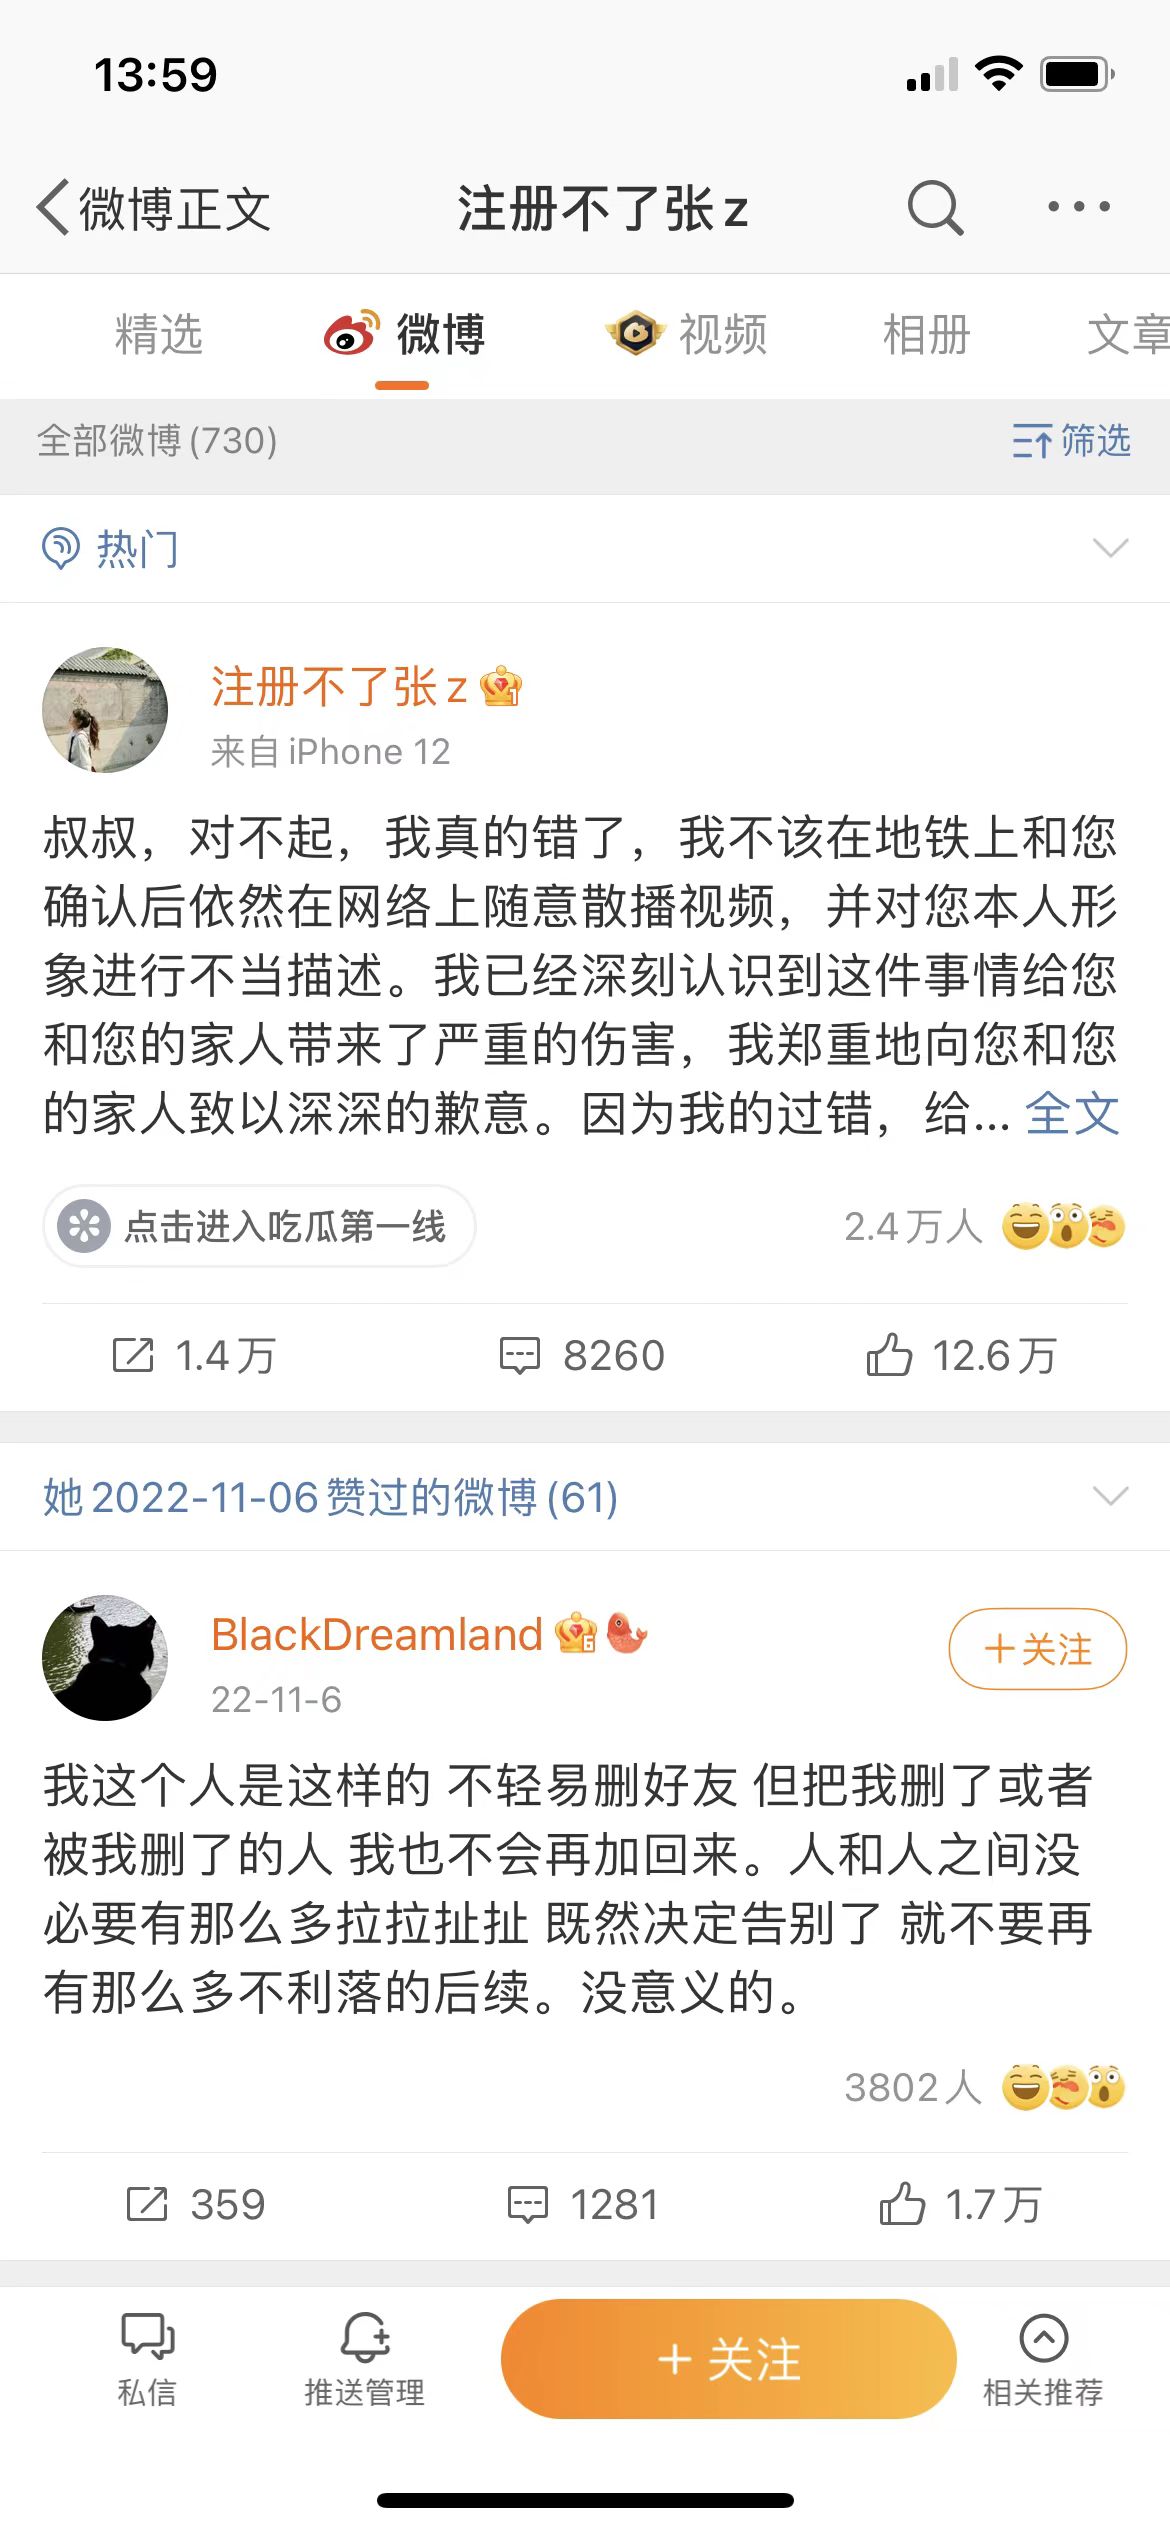 13:59
微博正文 注册不了张z
精选 微博 视频 相册 文章
全部微博(730) 筛选
热门
注册不了张z
来自 iPhone 12
叔叔，对不起，我真的错了，我不该在地铁上和您
确认后依然在网络上随意散播视频，并对您本人形
象进行不当描述。我已经深刻认识到这件事情给您
和您的家人带来了严重的伤害，我郑重地向您和您
的家人致以深深的歉意。因为我的过错，给... 全文
点击进入吃瓜第一线 2.4万人
1.4万 8260 12.6万
她2022-11-06赞过的微博(61)
BlackDreamland 6
+关注
22-11-6
我这个人是这样的 不轻易删好友 但把我删了或者
被我删了的人 我也不会再加回来。人和人之间没
必要有那么多拉拉扯扯 既然决定告别了 就不要再
有那么多不利落的后续。没意义的。
3802人
359 1281 1.7万
私信 推送管理 +关注 相关推荐